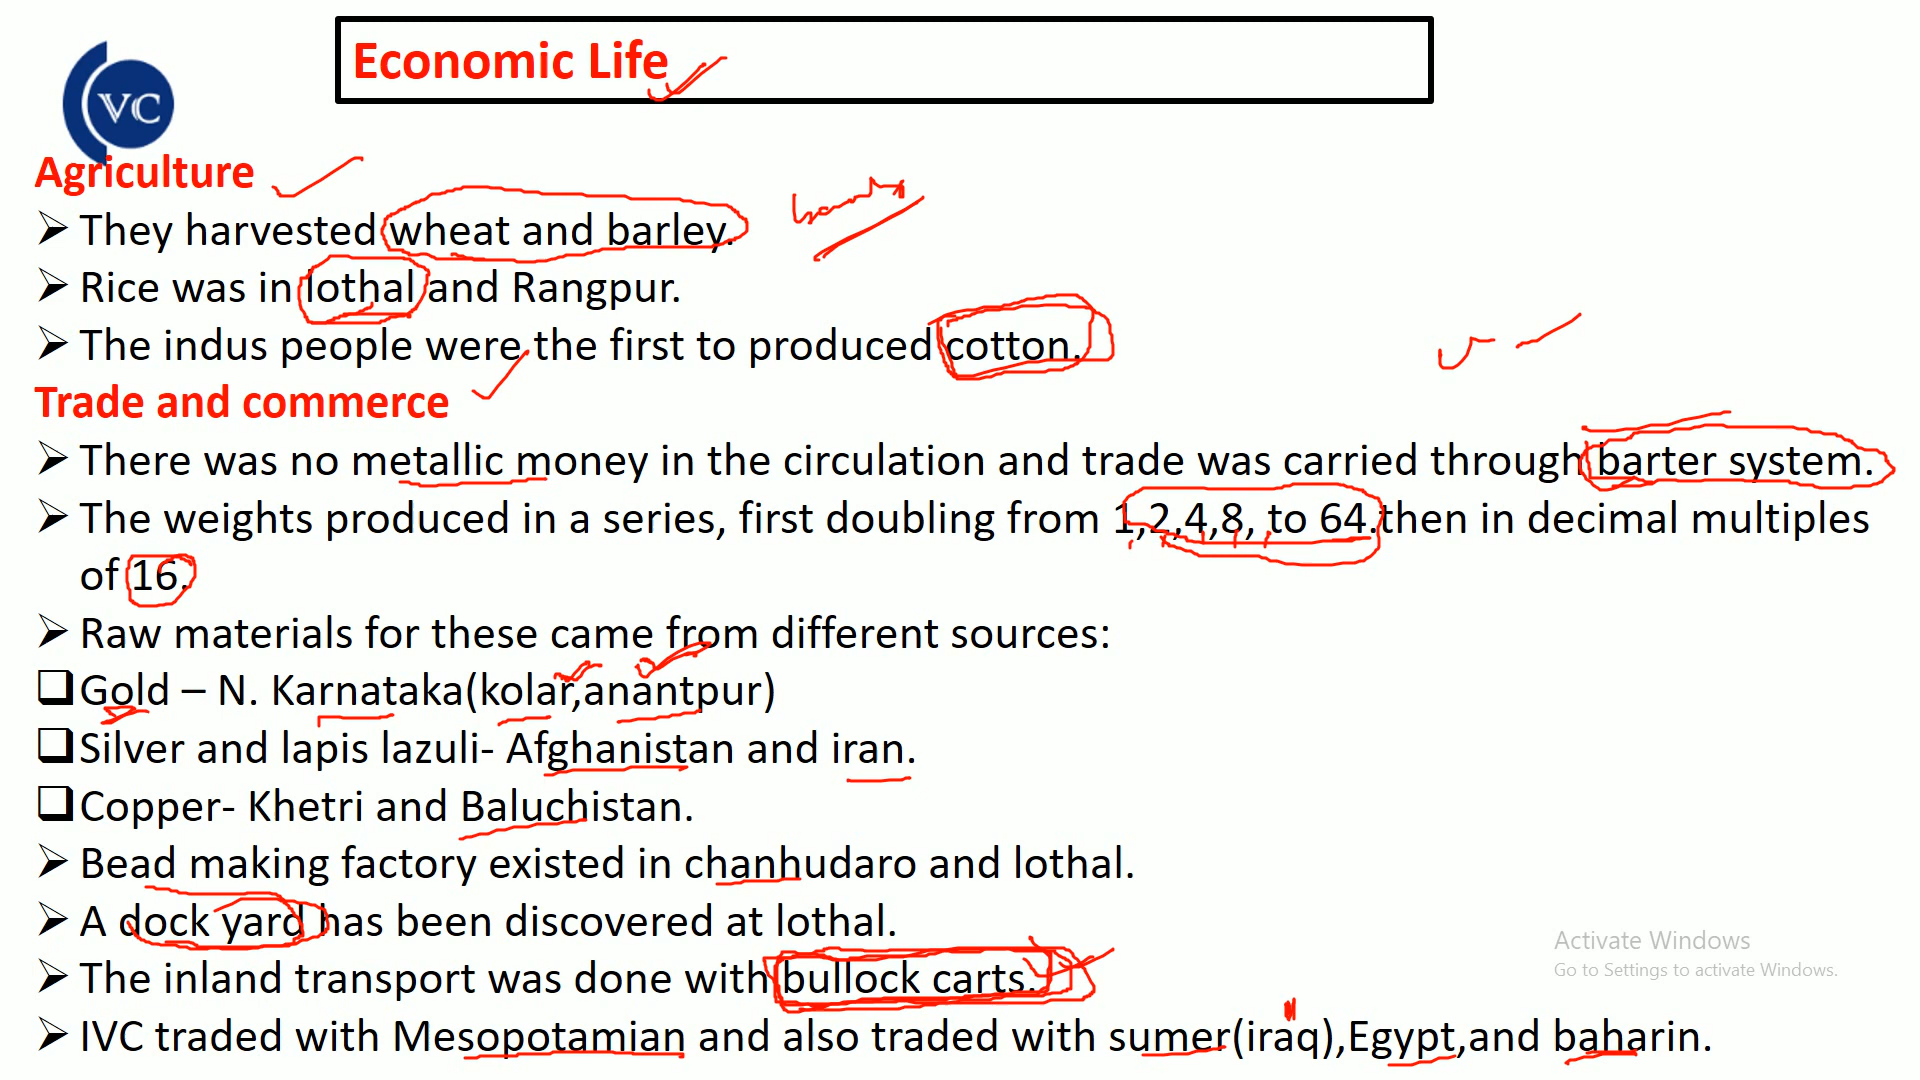 Economic Life
VC
Agriculture
➢ They harvested wheat and barley.
➢ Rice was in lothal and Rangpur.
➢ The indus people were the first to produced cotton.
Trade and commerce
➢ There was no metallic money in the circulation and trade was carried through barter system.
➢ The weights produced in a series, first doubling from 1,2,4,8, to 64.then in decimal multiples
of 16.
➢ Raw materials for these came from different sources:
❑ Gold – N. Karnataka(kolar,anantpur)
❑ Silver and lapis lazuli- Afghanistan and iran.
❑ Copper- Khetri and Baluchistan.
➢ Bead making factory existed in chanhudaro and lothal.
➢ A dock yard has been discovered at lothal.
➢ The inland transport was done with bullock carts.
➢ IVC traded with Mesopotamian and also traded with sumer(iraq),Egypt,and baharin.
Activate Windows
Go to Settings to activate Windows.